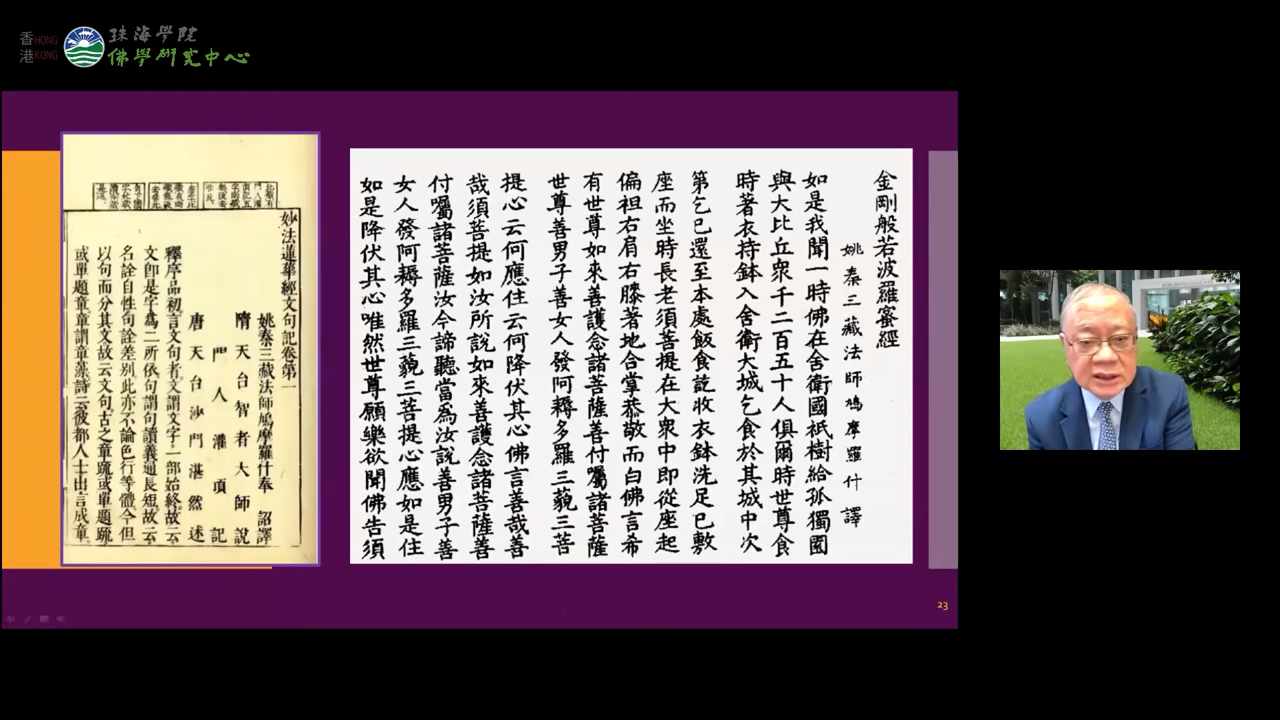 香港
HONG KONG
珠海學院
佛學研究中心
妙法蓮華經文句記卷第一
姚秦三藏法師鳩摩羅什奉 詔譯
隋天台智者大師說
門人灌頂記
唐天台沙門湛然述
釋序品初言文句者文謂文字一部始終故云
文卽是字爲二所依句謂句讀義通長短故云
名詮自性句詮差別此亦不論色行等體今但
以句而分其文故云文句古之章疏或單題疏
或單題章章謂章藻詩云彼都人士出言成章
金剛般若波羅蜜經
姚秦三藏法師鳩摩羅什 譯
如是我聞一時佛在舍衛國祇樹給孤獨園
與大比丘衆千二百五十人俱爾時世尊食
時著衣持鉢入舍衛大城乞食於其城中次
第乞已還至本處飯食訖收衣鉢洗足已敷
座而坐時長老須菩提在大衆中即從座起
偏袒右肩右膝著地合掌恭敬而白佛言希
有世尊如來善護念諸菩薩善付囑諸菩薩
世尊善男子善女人發阿耨多羅三藐三菩
提心云何應住云何降伏其心佛言善哉善
哉須菩提如汝所說如來善護念諸菩薩善
付囑諸菩薩汝今諦聽當為汝說善男子善
女人發阿耨多羅三藐三菩提心應如是住
如是降伏其心唯然世尊願樂欲聞佛告須
23